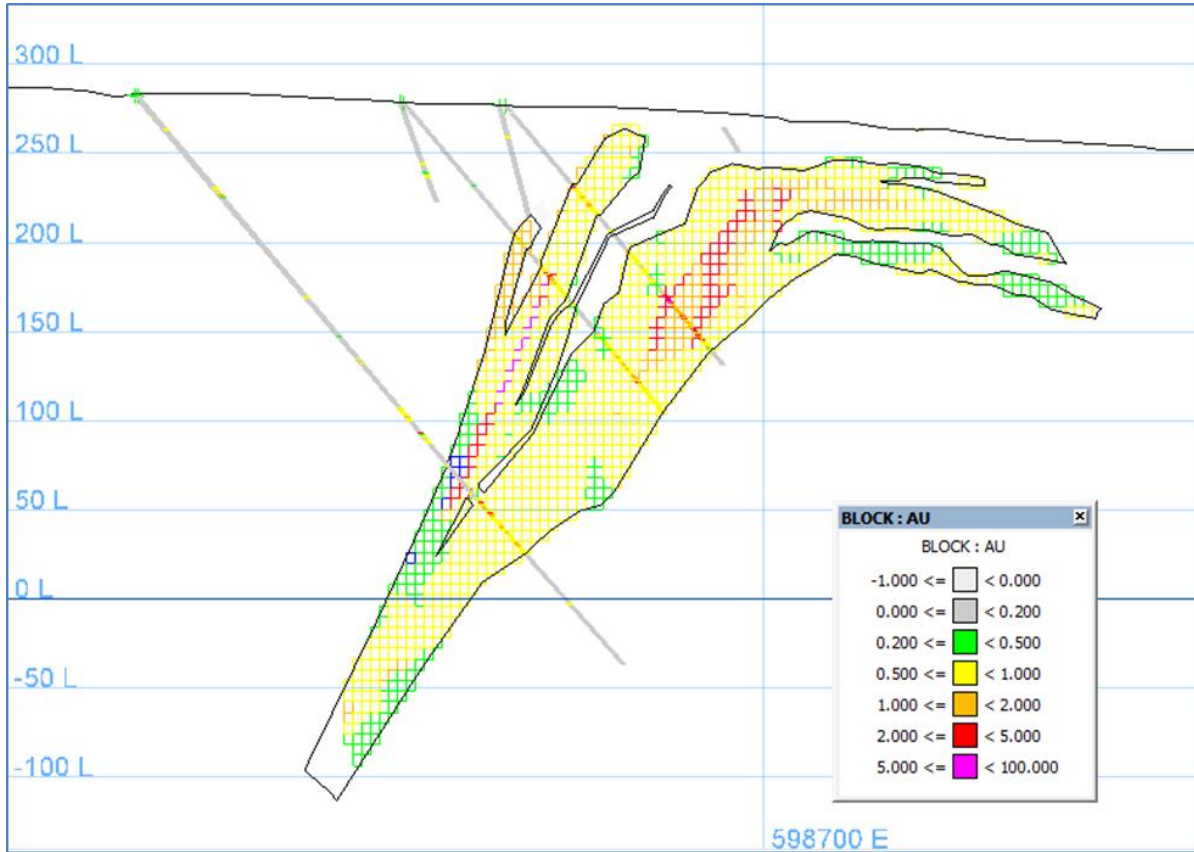 300 L
250 L
200 L
150 L
100 L
50 L
0 L
-50 L
-100 L
598700 E
BLOCK : AU
BLOCK : AU
-1.000 <= < 0.000
0.000 <= < 0.200
0.200 <= < 0.500
0.500 <= < 1.000
1.000 <= < 2.000
2.000 <= < 5.000
5.000 <= < 100.000